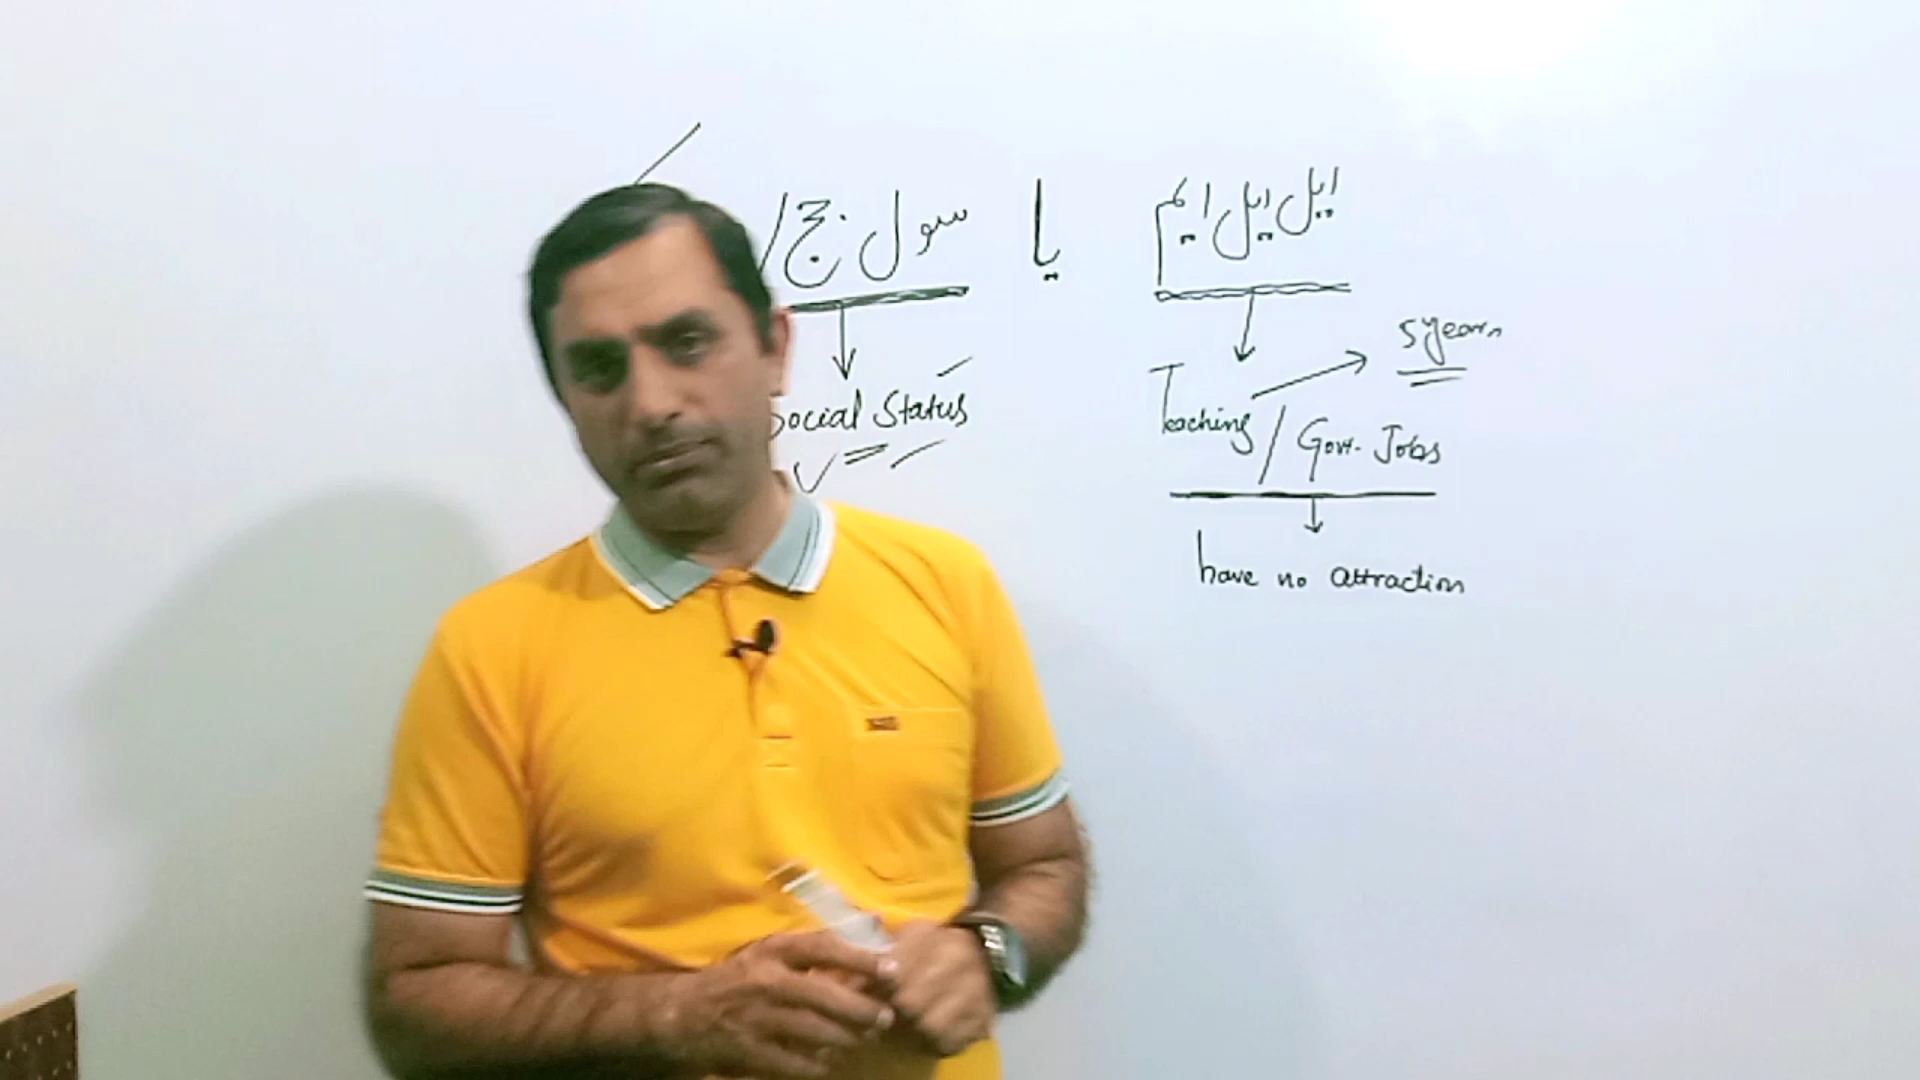 ایل ایل ایم یا سول جج/
5 years
Social Status
Teaching / Govt. Jobs
have no attraction